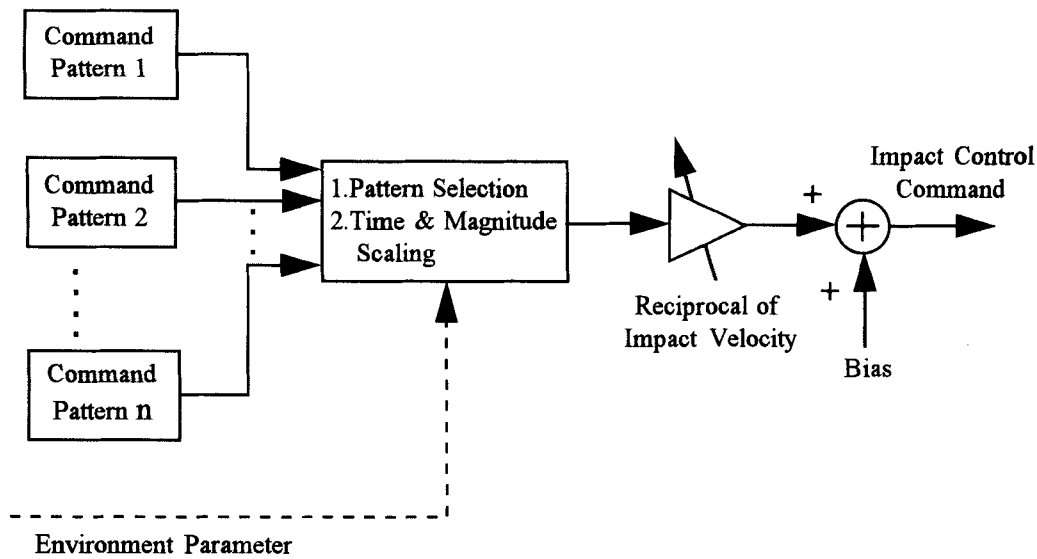 Command
Pattern 1
Command
Pattern 2
Command
Pattern n
1.Pattern Selection
2.Time & Magnitude
Scaling
Reciprocal of
Impact Velocity
+
+
+
Impact Control
Command
Bias
Environment Parameter